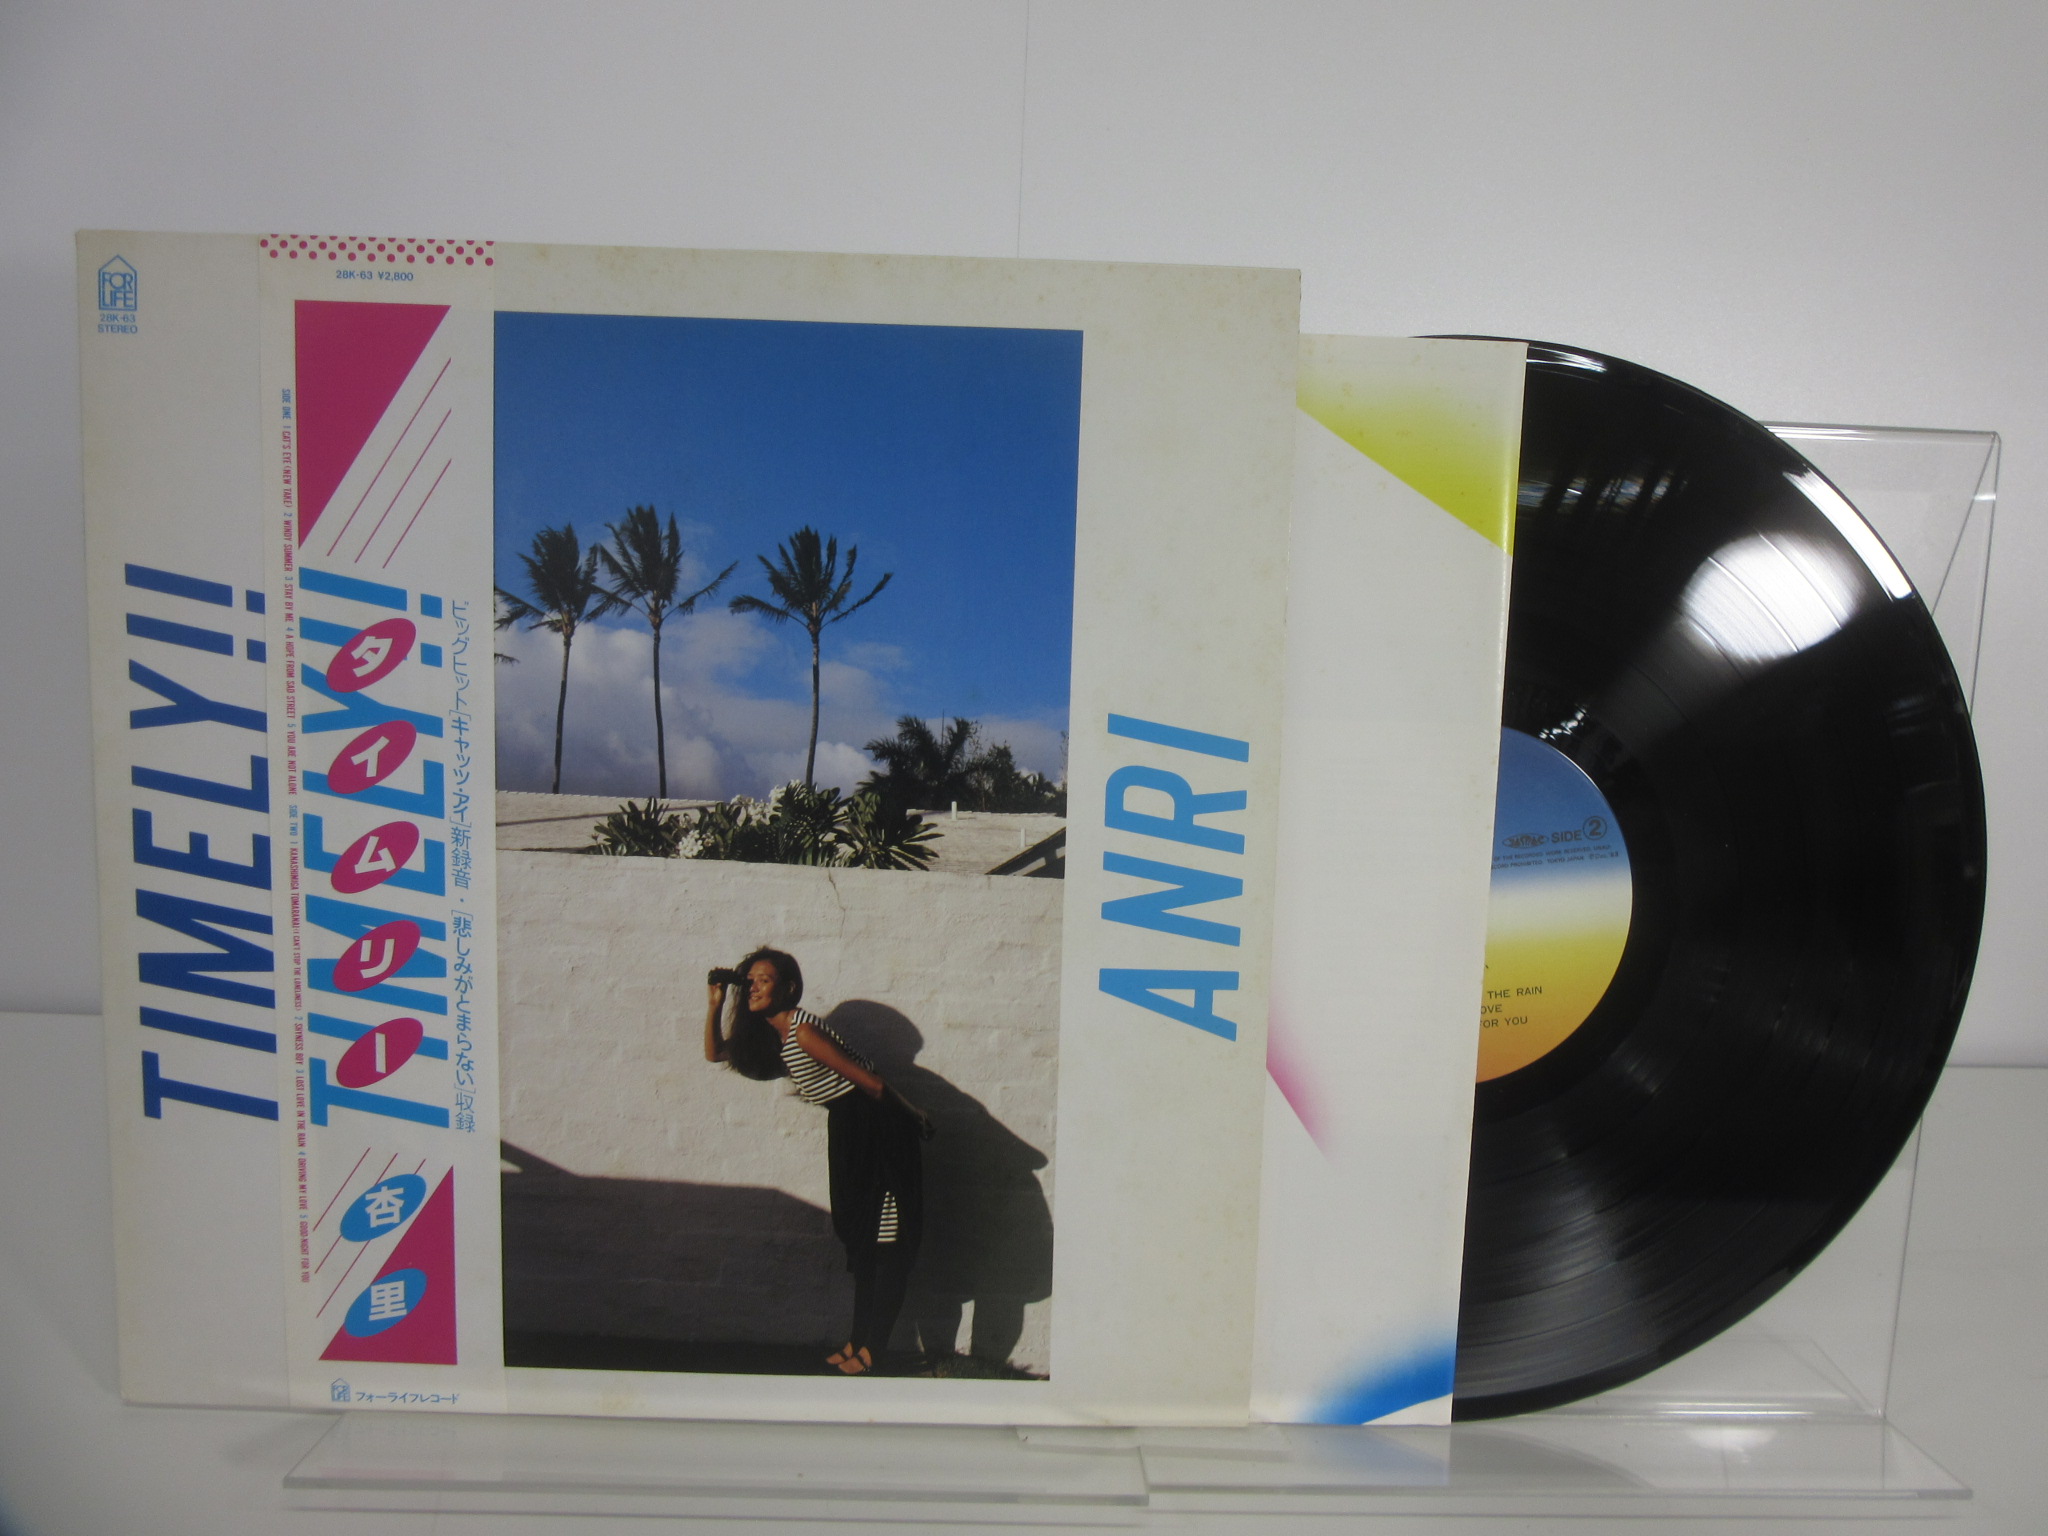 FOR
LIFE
28K-63
STEREO
TIMELY!!
28K-63 ¥2,800
SIDE ONE 1 CAT'S EYE (NEW TAKE) 2 WINDY SUMMER 3 STAY BY ME 4 A HOPE FROM SAD STREET 5 YOU ARE NOT ALONE SIDE TWO 1 KANASHIMIGA TOMARANAI (I CAN'T STOP THE LONELINESS) 2 SHYNESS BOY 3 LOST LOVE IN THE RAIN 4 DRIVING MY LOVE 5 GOOD-NIGHT FOR YOU
TIMELY!!
タイムリー
ビッグヒット[キャッツ・アイ]新録音・[悲しみがとまらない]収録
杏里
FOR
LIFE
フォーライフレコード
ANRI
JASRAC SIDE 2
THE RAIN
OVE
FOR YOU